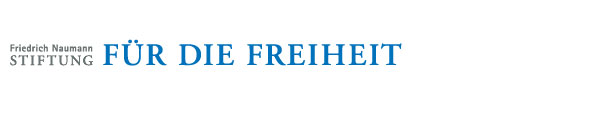 Friedrich Naumann
STIFTUNG FÜR DIE FREIHEIT